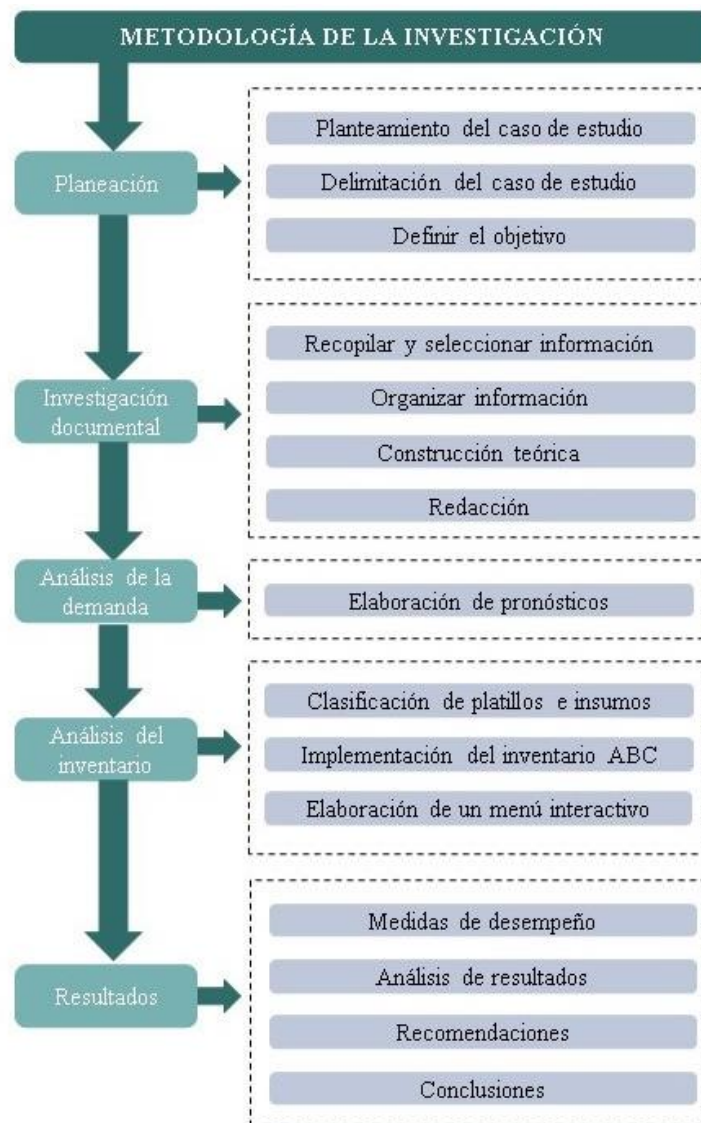 METODOLOGÍA DE LA INVESTIGACIÓN
Planeación
Planteamiento del caso de estudio
Delimitación del caso de estudio
Definir el objetivo
Investigación
documental
Recopilar y seleccionar información
Organizar información
Construcción teórica
Redacción
Análisis de la
demanda
Elaboración de pronósticos
Análisis del
inventario
Clasificación de platillos e insumos
Implementación del inventario ABC
Elaboración de un menú interactivo
Resultados
Medidas de desempeño
Análisis de resultados
Recomendaciones
Conclusiones